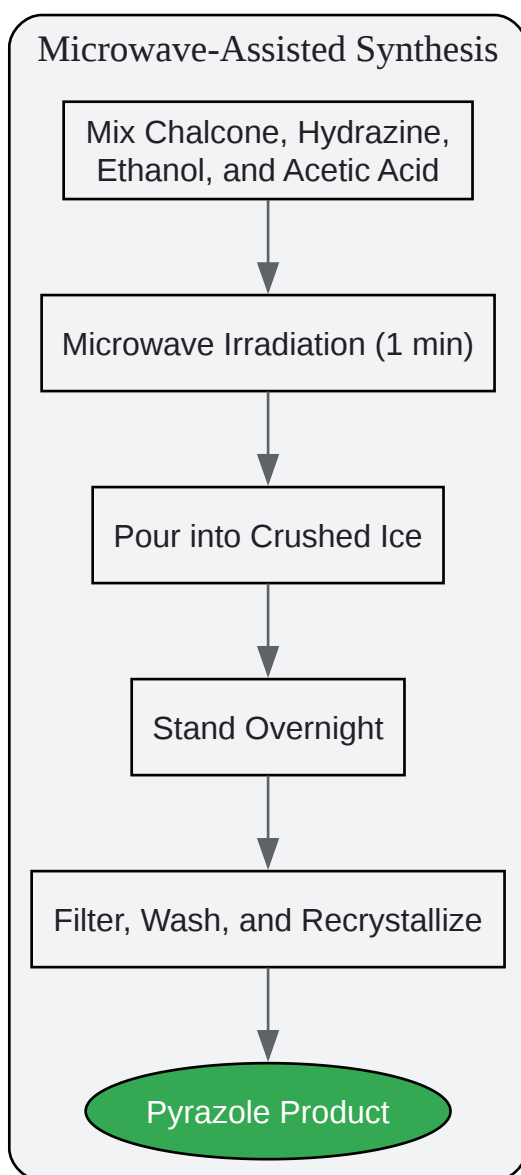 Microwave-Assisted Synthesis
Mix Chalcone, Hydrazine,
Ethanol, and Acetic Acid
Microwave Irradiation (1 min)
Pour into Crushed Ice
Stand Overnight
Filter, Wash, and Recrystallize
Pyrazole Product